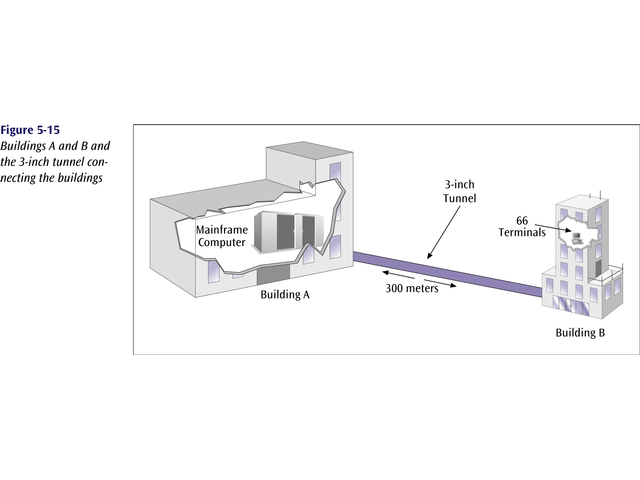 Figure 5-15
Buildings A and B and
the 3-inch tunnel con-
necting the buildings
Mainframe
Computer
3-inch
Tunnel
66
Terminals
300 meters
Building A
Building B